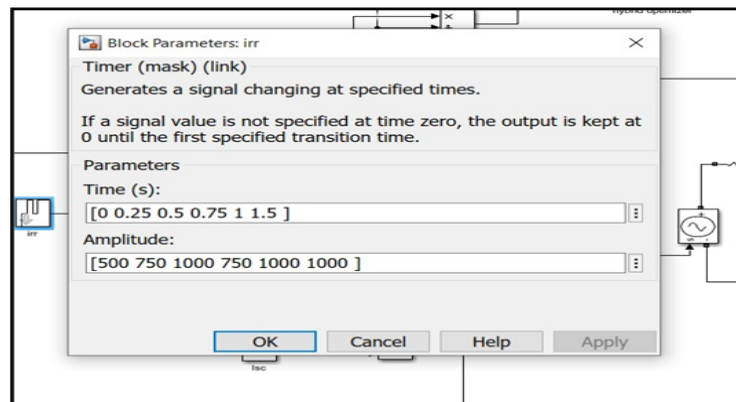 hybrid opemizer
Block Parameters: irr
Timer (mask) (link)
Generates a signal changing at specified times.
If a signal value is not specified at time zero, the output is kept at
0 until the first specified transition time.
Parameters
Time (s):
[0 0.25 0.5 0.75 1 1.5 ]
Amplitude:
[500 750 1000 750 1000 1000 ]
irr
OK Cancel Help Apply
Isc